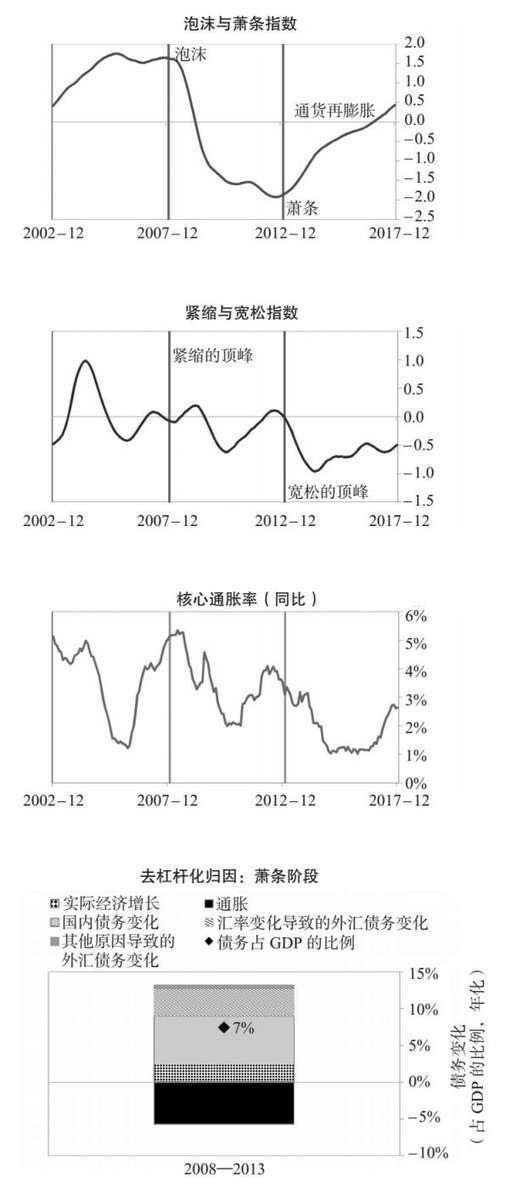 泡沫与萧条指数
2.0
泡沫
1.5
1.0
通货再膨胀
0.5
0.0
−0.5
−1.0
−1.5
萧条
−2.0
−2.5
2002−12 2007−12 2012−12 2017−12
紧缩与宽松指数
1.5
紧缩的顶峰
1.0
0.5
0.0
−0.5
−1.0
宽松的顶峰
−1.5
2002−12 2007−12 2012−12 2017−12
核心通胀率（同比）
6%
5%
4%
3%
2%
1%
0%
2002−12 2007−12 2012−12 2017−12
去杠杆化归因：萧条阶段
实际经济增长 通胀
国内债务变化 汇率变化导致的外汇债务变化
其他原因导致的 债务占 GDP 的比例
外汇债务变化
15%
10%
7%
5%
0%
−5%
−10%
债务变化
（占 GDP 的比例，年化）
2008—2013